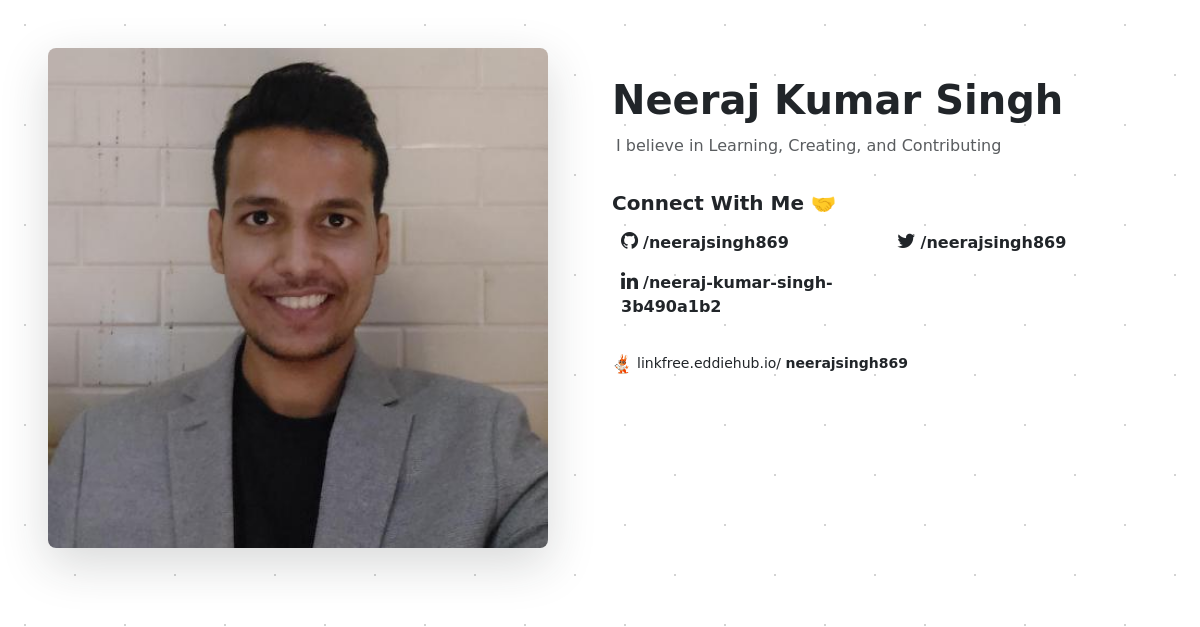 Neeraj Kumar Singh
I believe in Learning, Creating, and Contributing
Connect With Me 🤝
/neerajsingh869
/neerajsingh869
/neeraj-kumar-singh-
3b490a1b2
linkfree.eddiehub.io/ neerajsingh869